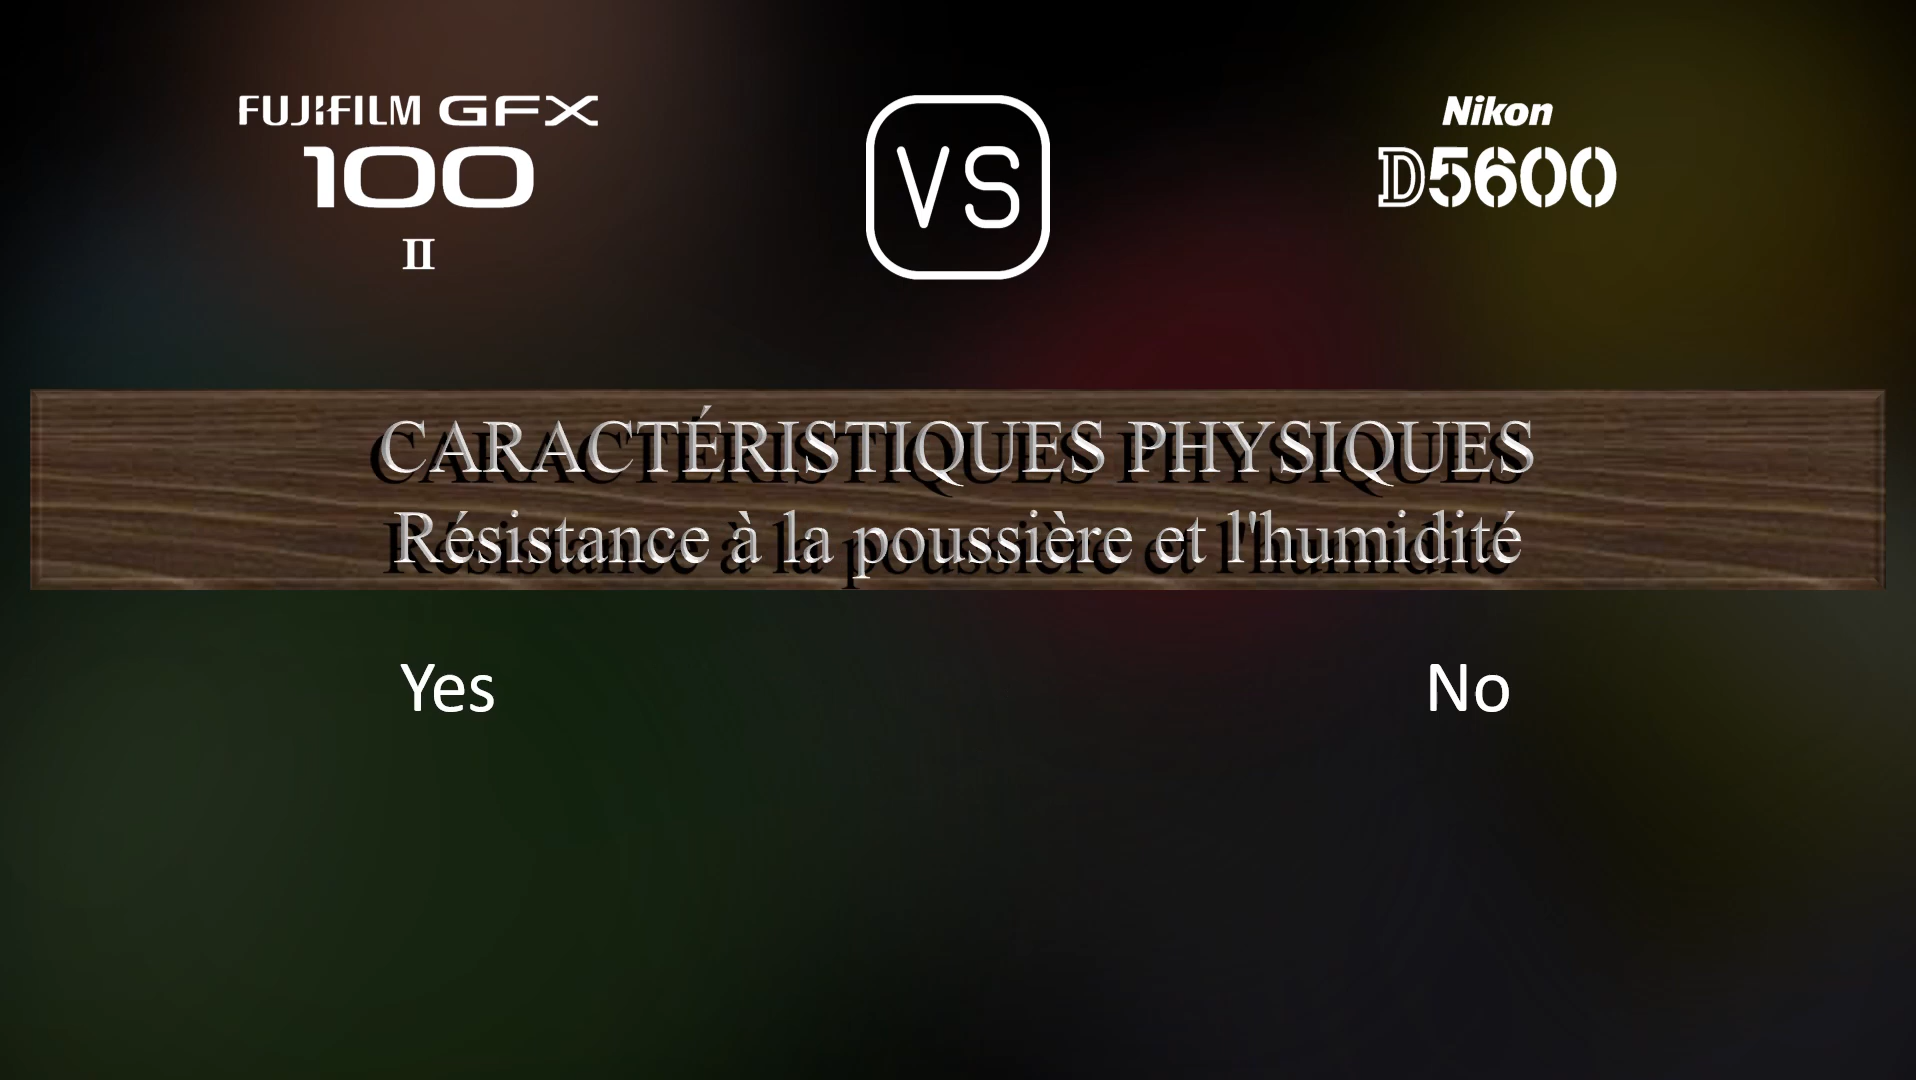 FUJIFILM GFX
100
II
VS
Nikon
D5600
CARACTÉRISTIQUES PHYSIQUES
Résistance à la poussière et l'humidité
Yes
No